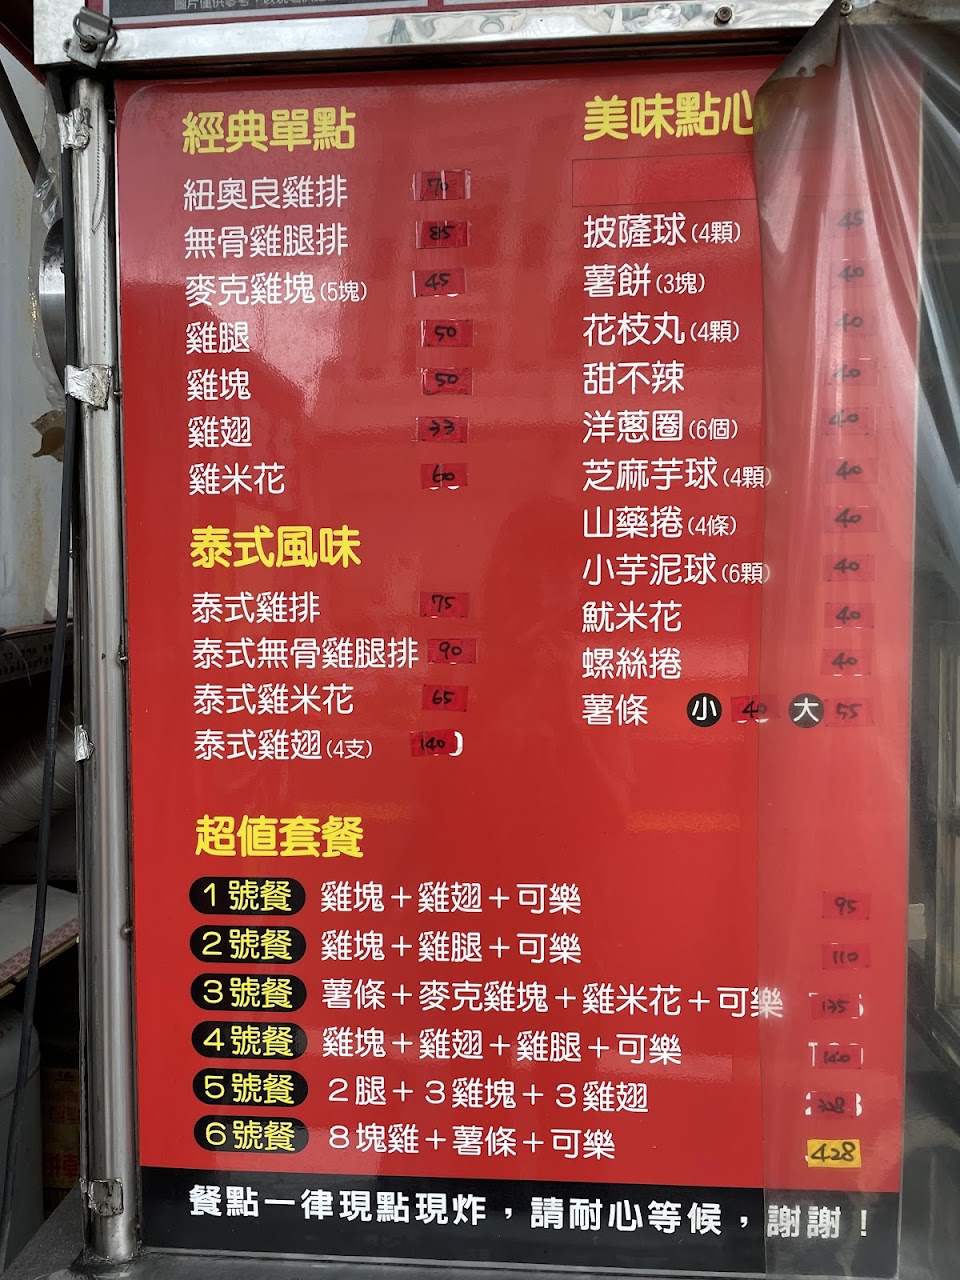 經典單點
紐奧良雞排 70
無骨雞腿排 85
麥克雞塊(5塊) 45
雞腿 50
雞塊 50
雞翅 33
雞米花 60
泰式風味
泰式雞排 75
泰式無骨雞腿排 90
泰式雞米花 65
泰式雞翅(4支) 140
美味點心
披薩球(4顆) 45
薯餅(3塊) 40
花枝丸(4顆) 40
甜不辣 40
洋蔥圈(6個) 40
芝麻芋球(4顆) 40
山藥捲(4條) 40
小芋泥球(6顆) 40
魷米花 40
螺絲捲 40
薯條 小 40 大 55
超值套餐
1號餐 雞塊＋雞翅＋可樂 95
2號餐 雞塊＋雞腿＋可樂 110
3號餐 薯條＋麥克雞塊＋雞米花＋可樂 135
4號餐 雞塊＋雞翅＋雞腿＋可樂 140
5號餐 2腿＋3雞塊＋3雞翅
6號餐 8塊雞＋薯條＋可樂 428
餐點一律現點現炸，請耐心等候，謝謝！